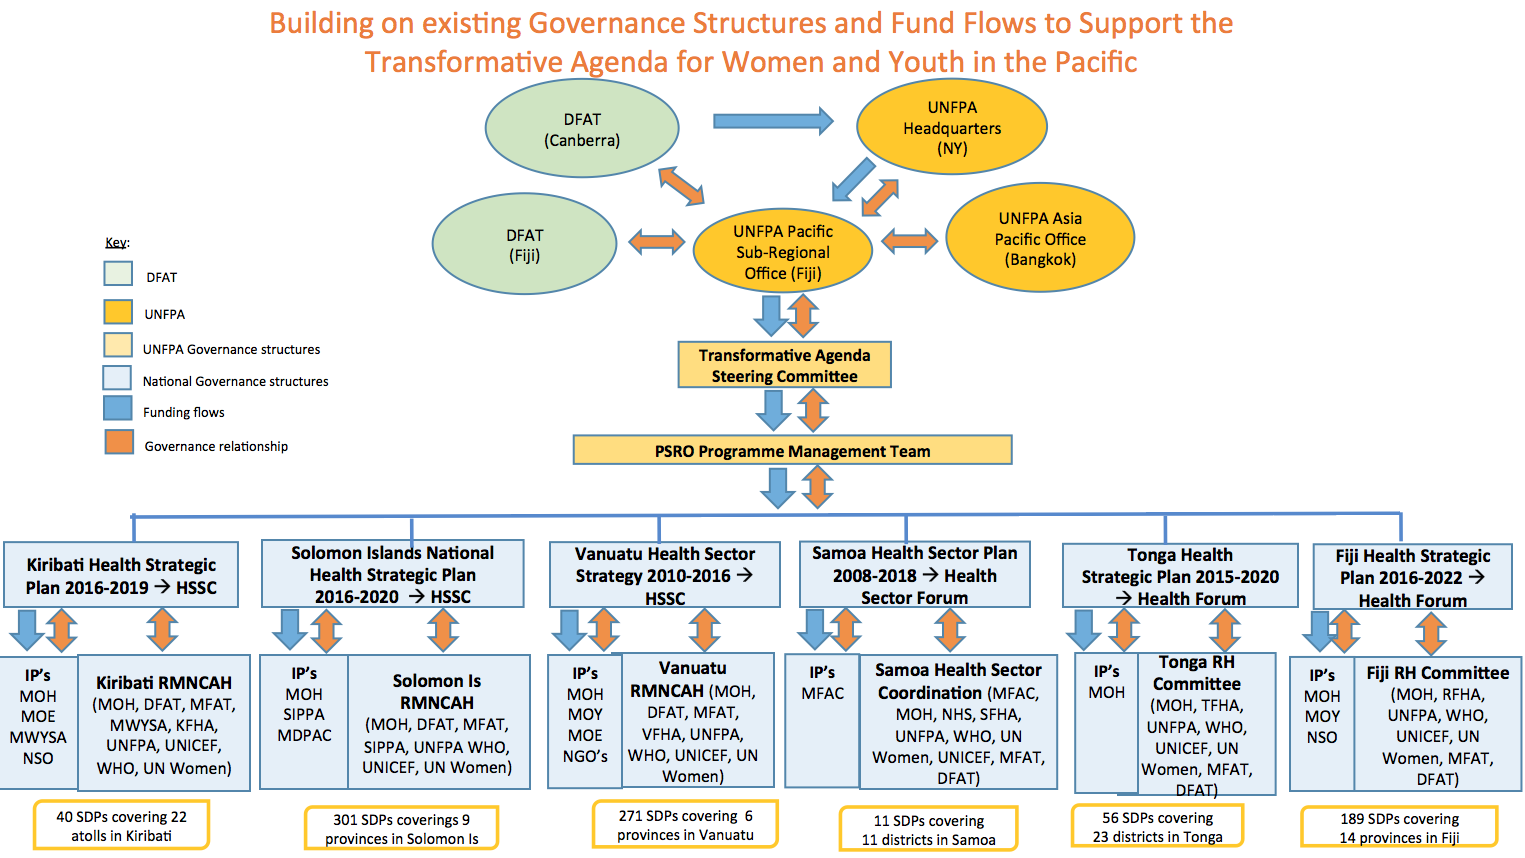 Building on existing Governance Structures and Fund Flows to Support the
Transformative Agenda for Women and Youth in the Pacific
DFAT
(Canberra)
UNFPA
Headquarters
(NY)
DFAT
(Fiji)
UNFPA Pacific
Sub-Regional
Office (Fiji)
UNFPA Asia
Pacific Office
(Bangkok)
Key:
DFAT
UNFPA
UNFPA Governance structures
National Governance structures
Funding flows
Governance relationship
Transformative Agenda
Steering Committee
PSRO Programme Management Team
Kiribati Health Strategic
Plan 2016-2019 → HSSC
Solomon Islands National
Health Strategic Plan
2016-2020 → HSSC
Vanuatu Health Sector
Strategy 2010-2016 →
HSSC
Samoa Health Sector Plan
2008-2018 → Health
Sector Forum
Tonga Health
Strategic Plan 2015-2020
→ Health Forum
Fiji Health Strategic
Plan 2016-2022 →
Health Forum
IP's
MOH
MOE
MWYSA
NSO
Kiribati RMNCAH
(MOH, DFAT, MFAT,
MWYSA, KFHA,
UNFPA, UNICEF,
WHO, UN Women)
IP's
MOH
SIPPA
MDPAC
Solomon Is
RMNCAH
(MOH, DFAT, MFAT,
SIPPA, UNFPA WHO,
UNICEF, UN Women)
IP's
MOH
MOY
MOE
NGO's
Vanuatu
RMNCAH (MOH,
DFAT, MFAT,
VFHA, UNFPA,
WHO, UNICEF, UN
Women)
IP's
MFAC
Samoa Health Sector
Coordination (MFAC,
MOH, NHS, SFHA,
UNFPA, WHO, UN
Women, UNICEF, MFAT,
DFAT)
IP's
MOH
Tonga RH
Committee
(MOH, TFHA,
UNFPA, WHO,
UNICEF, UN
Women, MFAT,
DFAT)
IP's
MOH
MOY
NSO
Fiji RH Committee
(MOH, RFHA,
UNFPA, WHO,
UNICEF, UN
Women, MFAT,
DFAT)
40 SDPs covering 22
atolls in Kiribati
301 SDPs coverings 9
provinces in Solomon Is
271 SDPs covering 6
provinces in Vanuatu
11 SDPs covering
11 districts in Samoa
56 SDPs covering
23 districts in Tonga
189 SDPs covering
14 provinces in Fiji